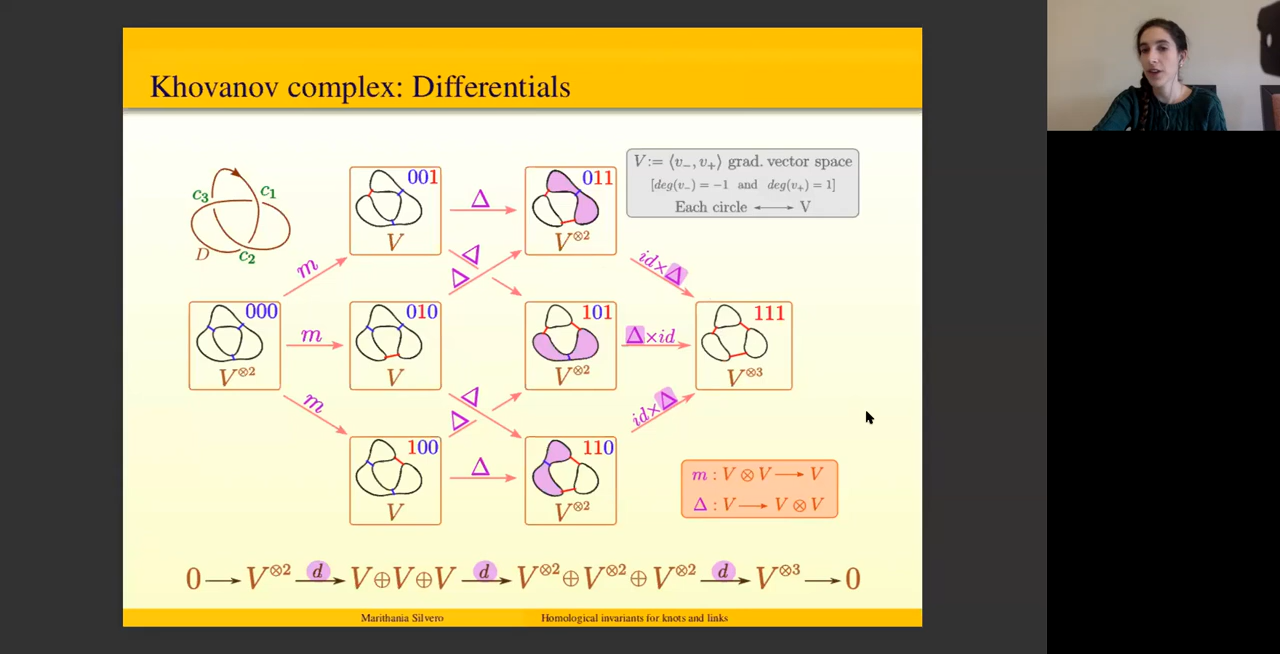 Khovanov complex: Differentials
c₃ c₁
D c₂
000
V⊗²
m
m
m
001
V
010
V
100
V
Δ
Δ
Δ
Δ
Δ
Δ
011
V⊗²
101
V⊗²
110
V⊗²
id×Δ
Δ×id
id×Δ
111
V⊗³
V := ⟨v₋, v₊⟩ grad. vector space
[deg(v₋) = −1 and deg(v₊) = 1]
Each circle ⟷ V
m : V ⊗ V ⟶ V
Δ : V ⟶ V ⊗ V
0 ⟶ V⊗² d⟶ V⊕V⊕V d⟶ V⊗² ⊕ V⊗² ⊕ V⊗² d⟶ V⊗³ ⟶ 0
Marithania Silvero Homological invariants for knots and links